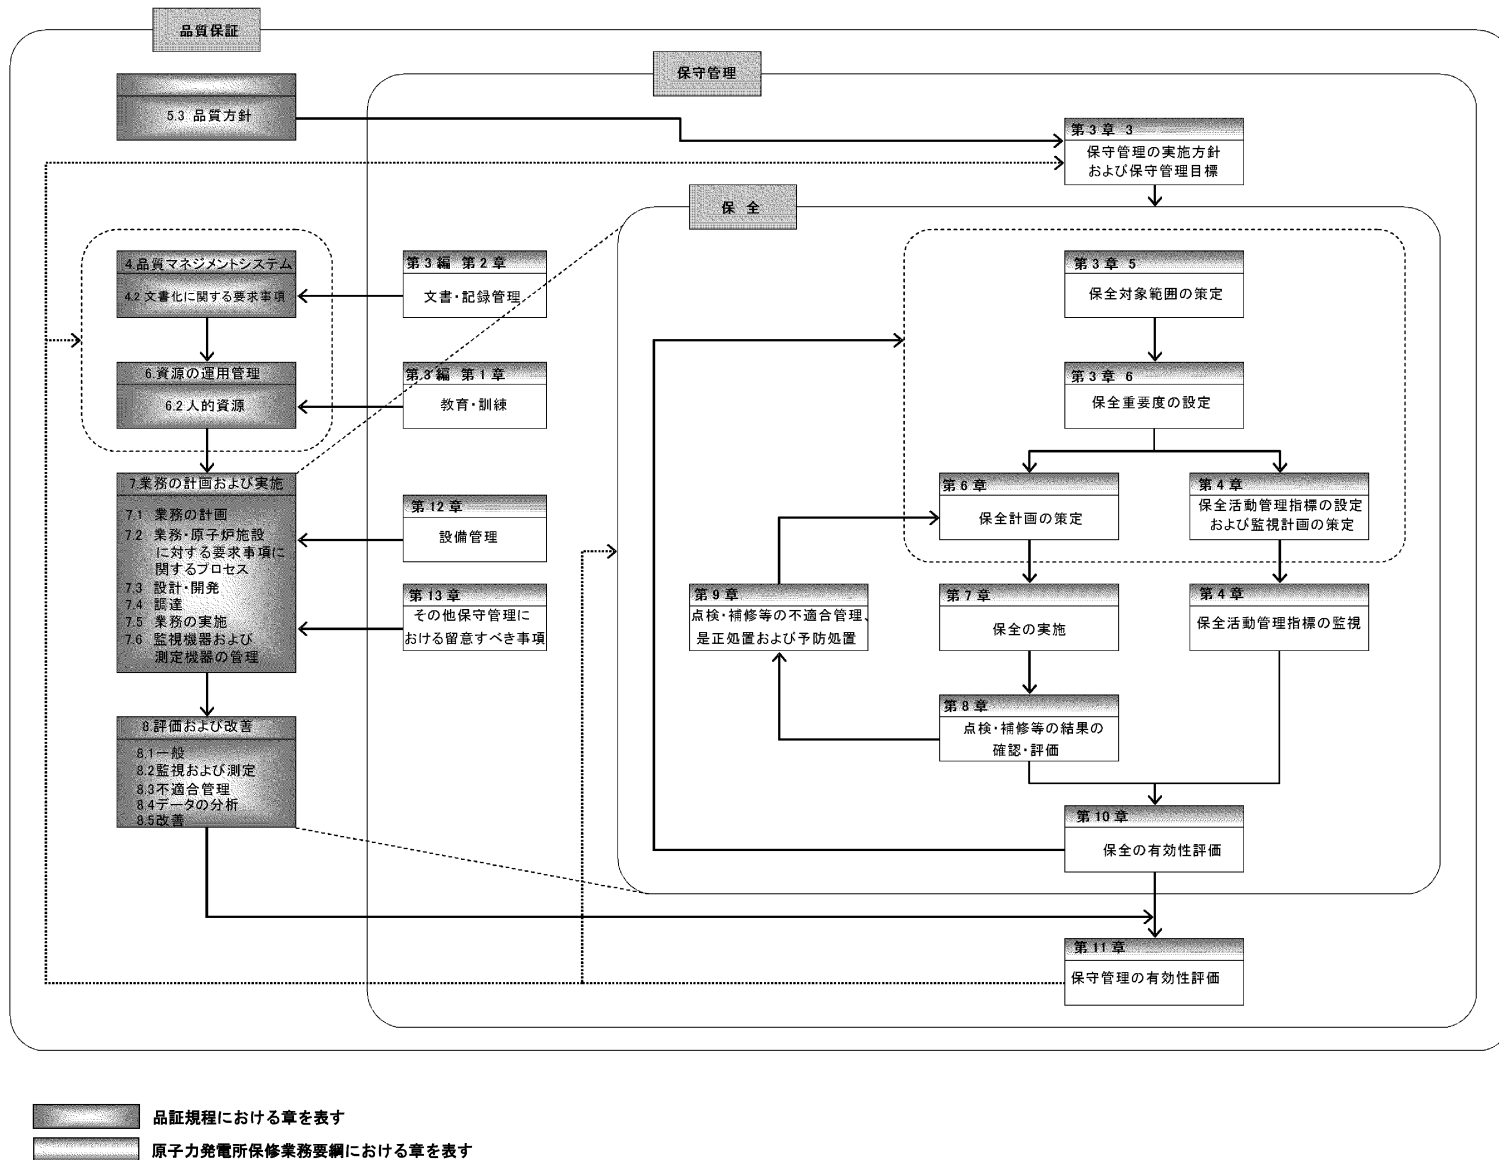 品質保証
保守管理
5.3 品質方針
第3章 3
保守管理の実施方針
および保守管理目標
保 全
4.品質マネジメントシステム
4.2 文書化に関する要求事項
第3編 第2章
文書・記録管理
第3章 5
保全対象範囲の策定
6.資源の運用管理
6.2 人的資源
第3編 第1章
教育・訓練
第3章 6
保全重要度の設定
7.業務の計画および実施
7.1 業務の計画
7.2 業務・原子炉施設
に対する要求事項に
関するプロセス
7.3 設計・開発
7.4 調達
7.5 業務の実施
7.6 監視機器および
測定機器の管理
第12章
設備管理
第13章
その他保守管理に
おける留意すべき事項
第6章
保全計画の策定
第4章
保全活動管理指標の設定
および監視計画の策定
第9章
点検・補修等の不適合管理、
是正処置および予防処置
第7章
保全の実施
第4章
保全活動管理指標の監視
8.評価および改善
8.1一般
8.2監視および測定
8.3不適合管理
8.4データの分析
8.5改善
第8章
点検・補修等の結果の
確認・評価
第10章
保全の有効性評価
第11章
保守管理の有効性評価
品証規程における章を表す
原子力発電所保修業務要綱における章を表す